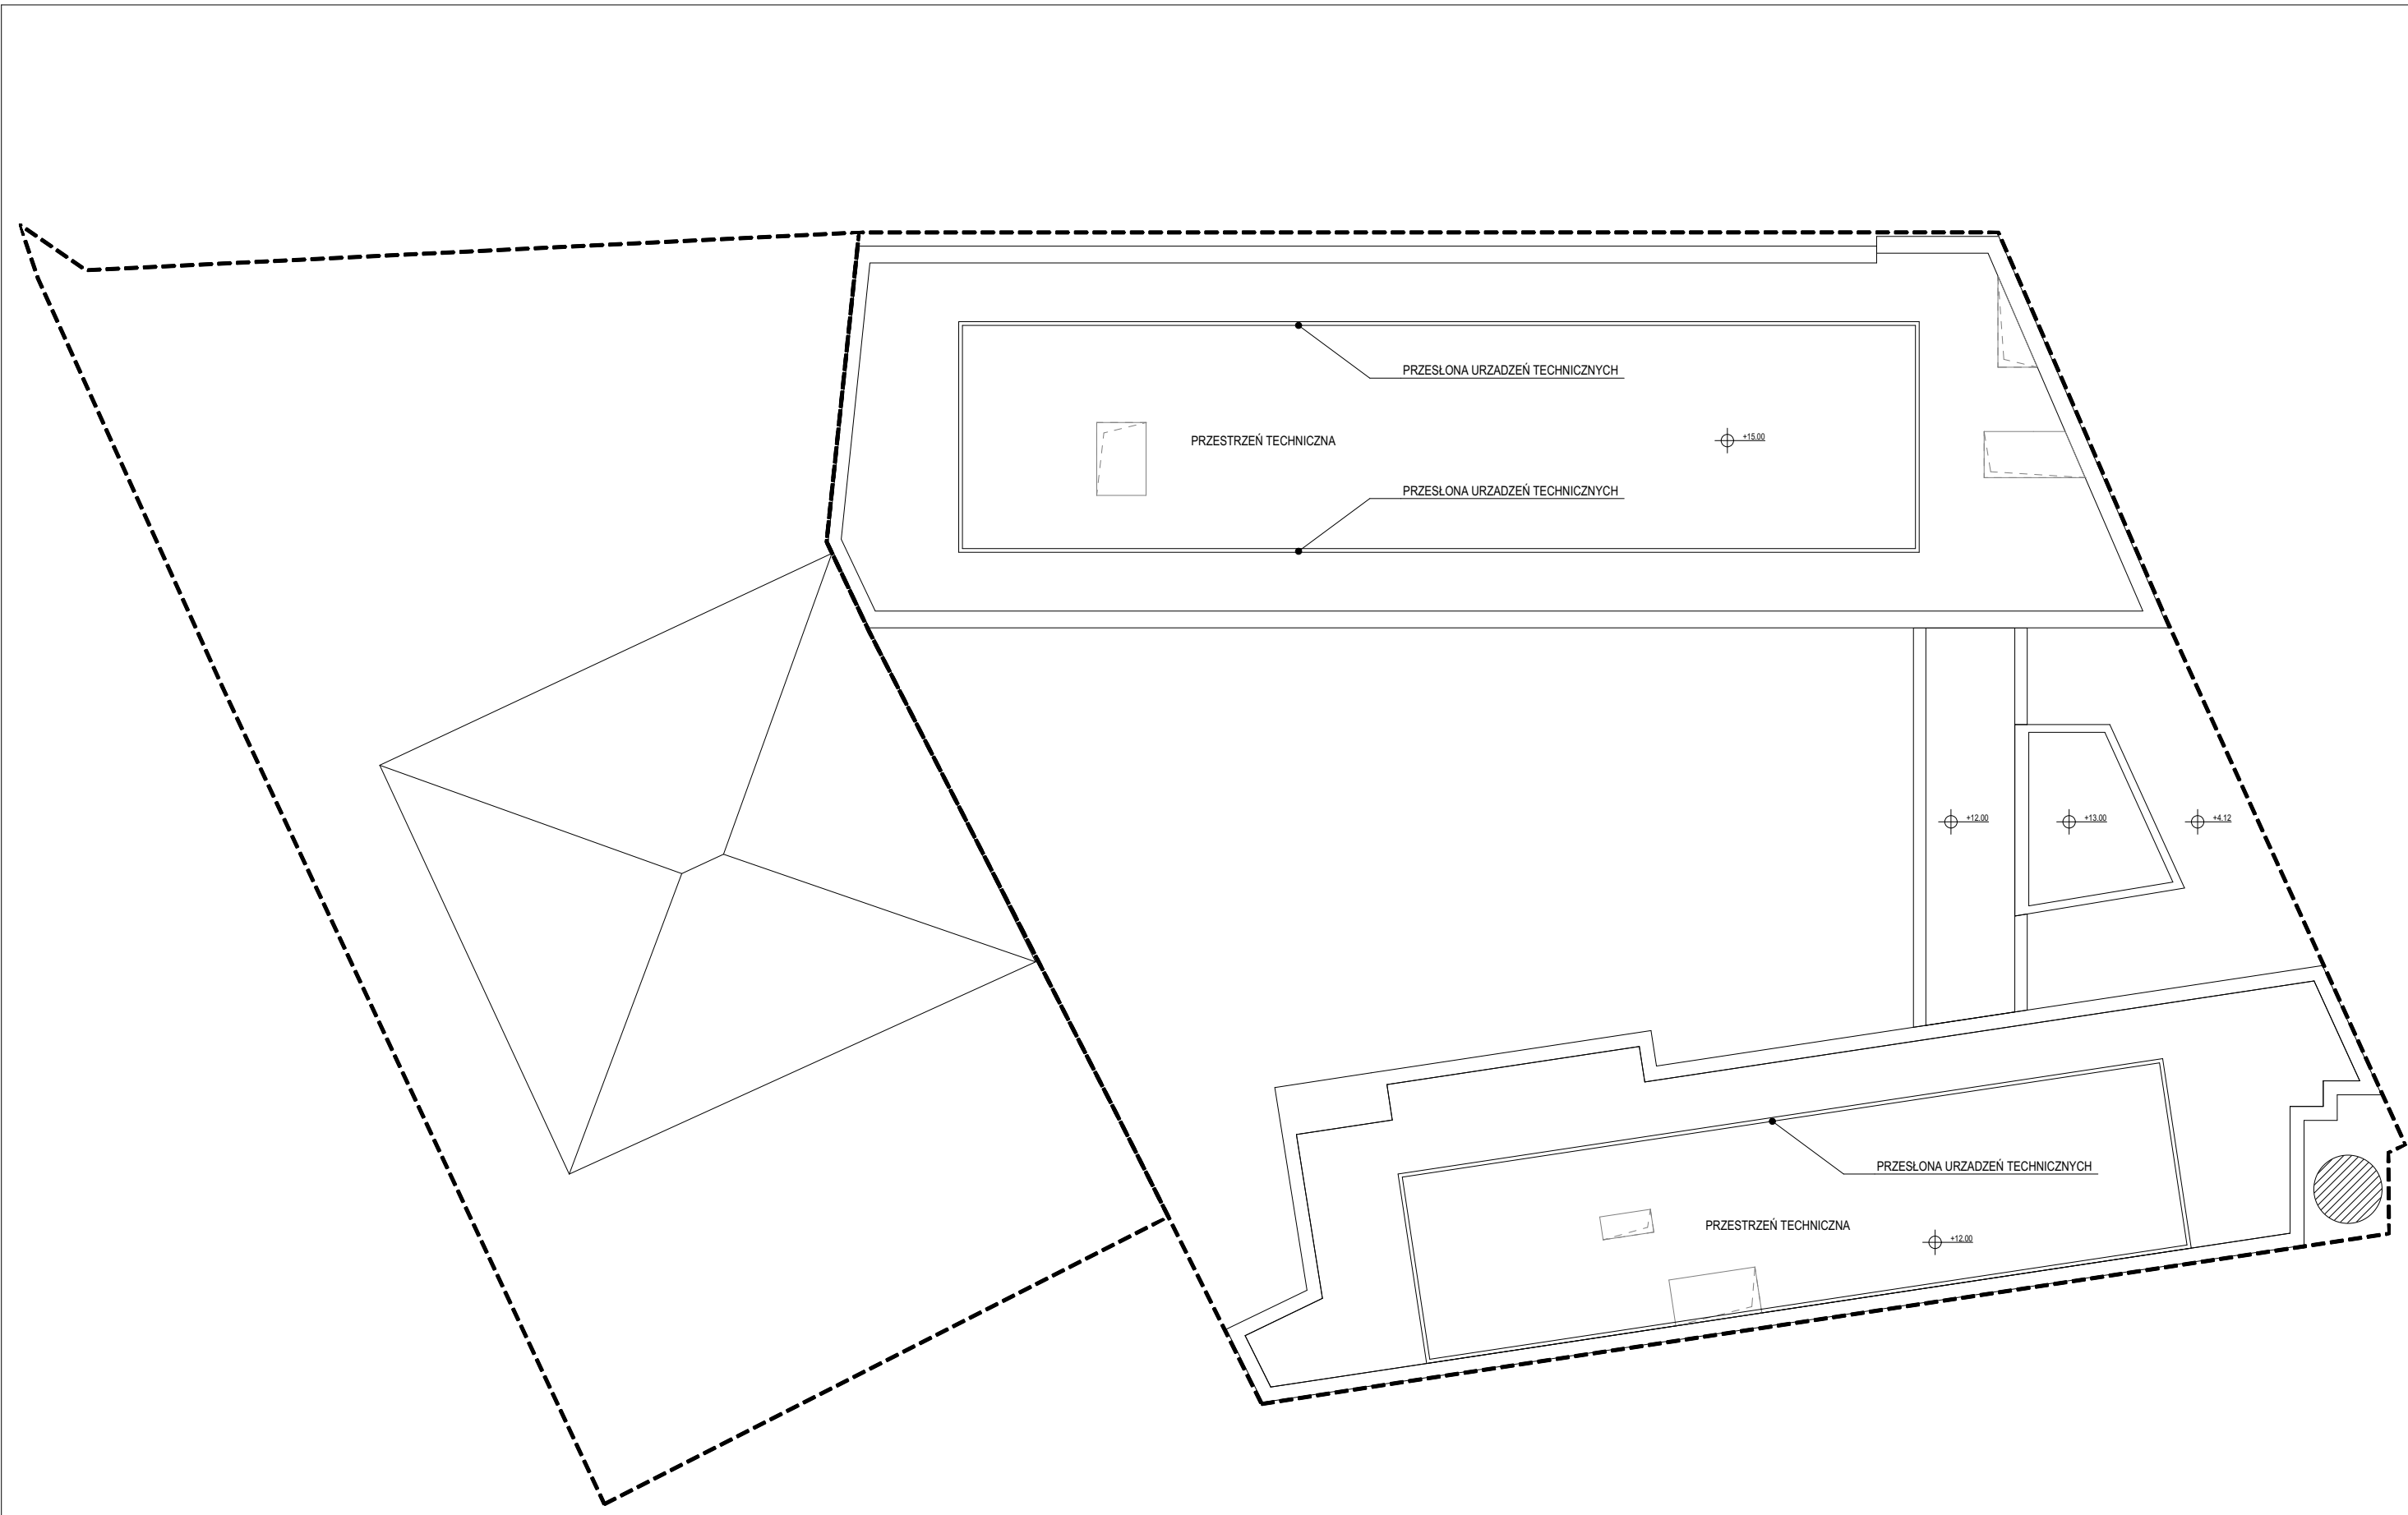 PRZESŁONA URZADZEŃ TECHNICZNYCH
PRZESTRZEŃ TECHNICZNA
+15.00
PRZESŁONA URZADZEŃ TECHNICZNYCH
+12.00
+13.00
+4.12
PRZESŁONA URZADZEŃ TECHNICZNYCH
PRZESTRZEŃ TECHNICZNA
+12.00